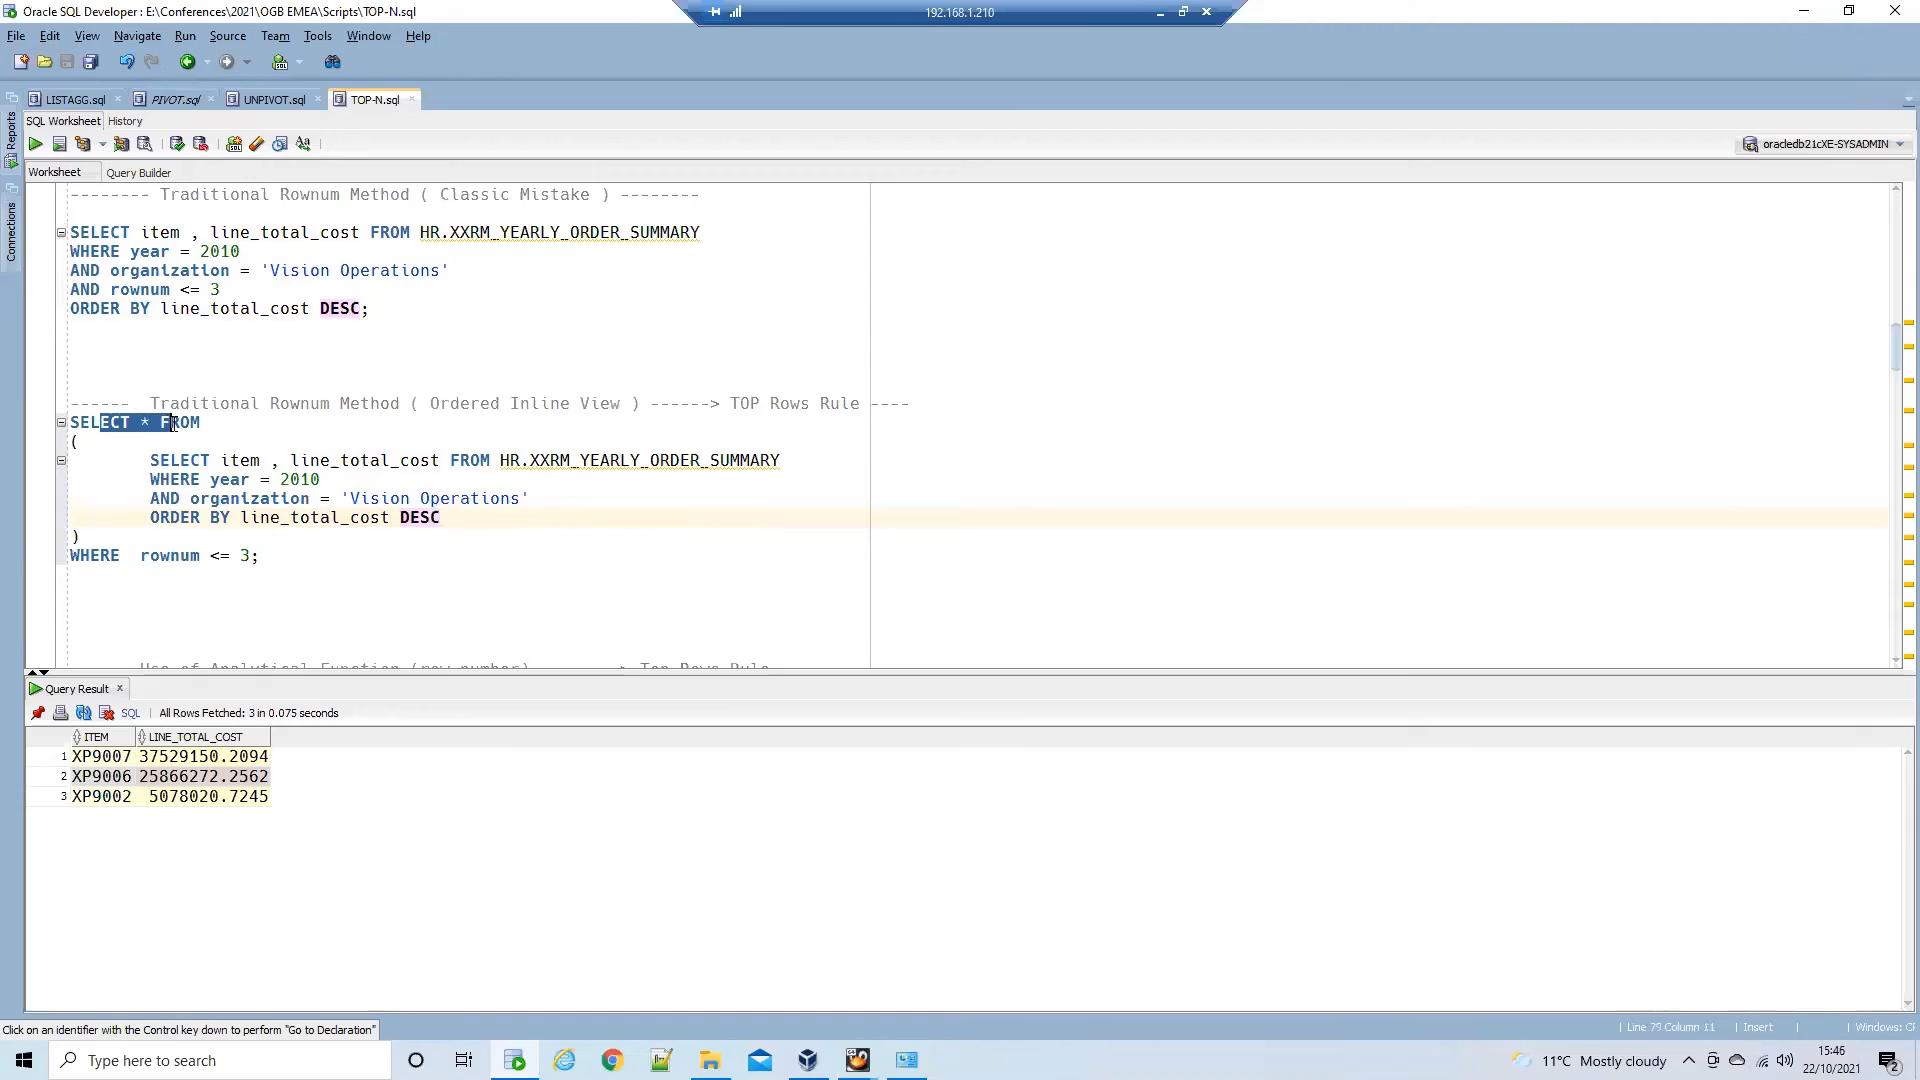 Oracle SQL Developer : E:\Conferences\2021\OGB EMEA\Scripts\TOP-N.sql
192.168.1.210
File Edit View Navigate Run Source Team Tools Window Help
LISTAGG.sql PIVOT.sql UNPIVOT.sql TOP-N.sql
SQL Worksheet History
oracledb21cXE-SYSADMIN
Worksheet Query Builder
Reports
Connections
-------- Traditional Rownum Method ( Classic Mistake ) --------
SELECT item , line_total_cost FROM HR.XXRM_YEARLY_ORDER_SUMMARY
WHERE year = 2010
AND organization = 'Vision Operations'
AND rownum <= 3
ORDER BY line_total_cost DESC;
------ Traditional Rownum Method ( Ordered Inline View ) ------> TOP Rows Rule ----
SELECT * FROM
(
SELECT item , line_total_cost FROM HR.XXRM_YEARLY_ORDER_SUMMARY
WHERE year = 2010
AND organization = 'Vision Operations'
ORDER BY line_total_cost DESC
)
WHERE rownum <= 3;
Use of Analytical Function (row_number) > Top Rows Rule
Query Result
SQL | All Rows Fetched: 3 in 0.075 seconds
ITEM LINE_TOTAL_COST
1 XP9007 37529150.2094
2 XP9006 25866272.2562
3 XP9002 5078020.7245
Click on an identifier with the Control key down to perform "Go to Declaration"
Line 79 Column 11 Insert Windows: CR
Type here to search
11°C Mostly cloudy
15:46
22/10/2021
2